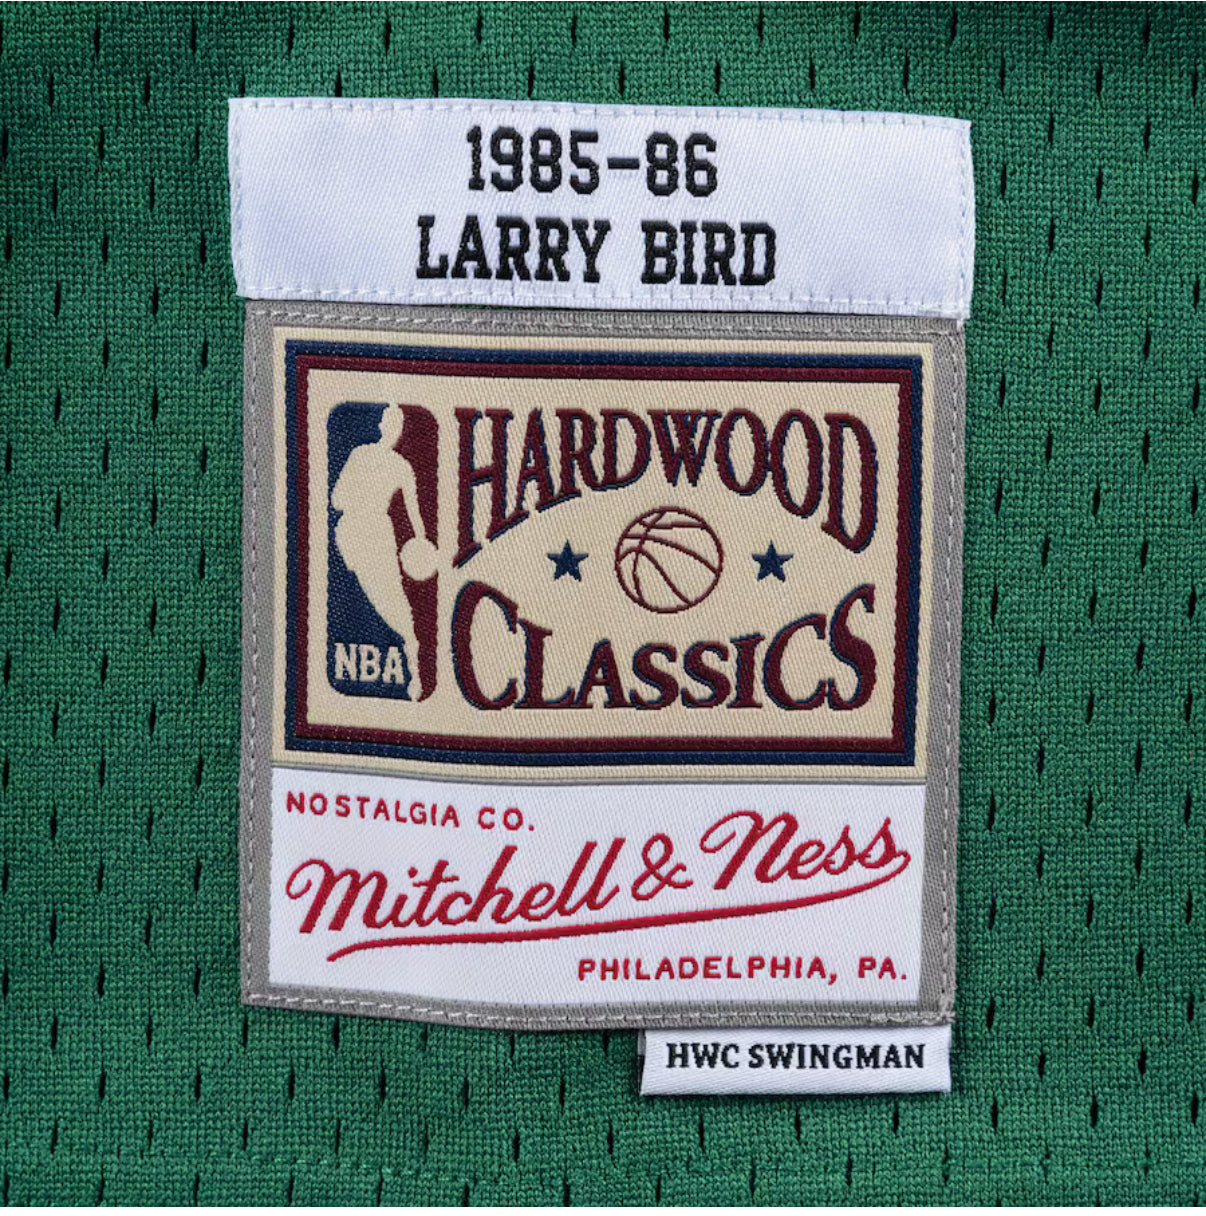 1985-86
LARRY BIRD
HARDWOOD
CLASSICS
NBA
NOSTALGIA CO.
Mitchell & Ness
PHILADELPHIA, PA.
HWC SWINGMAN